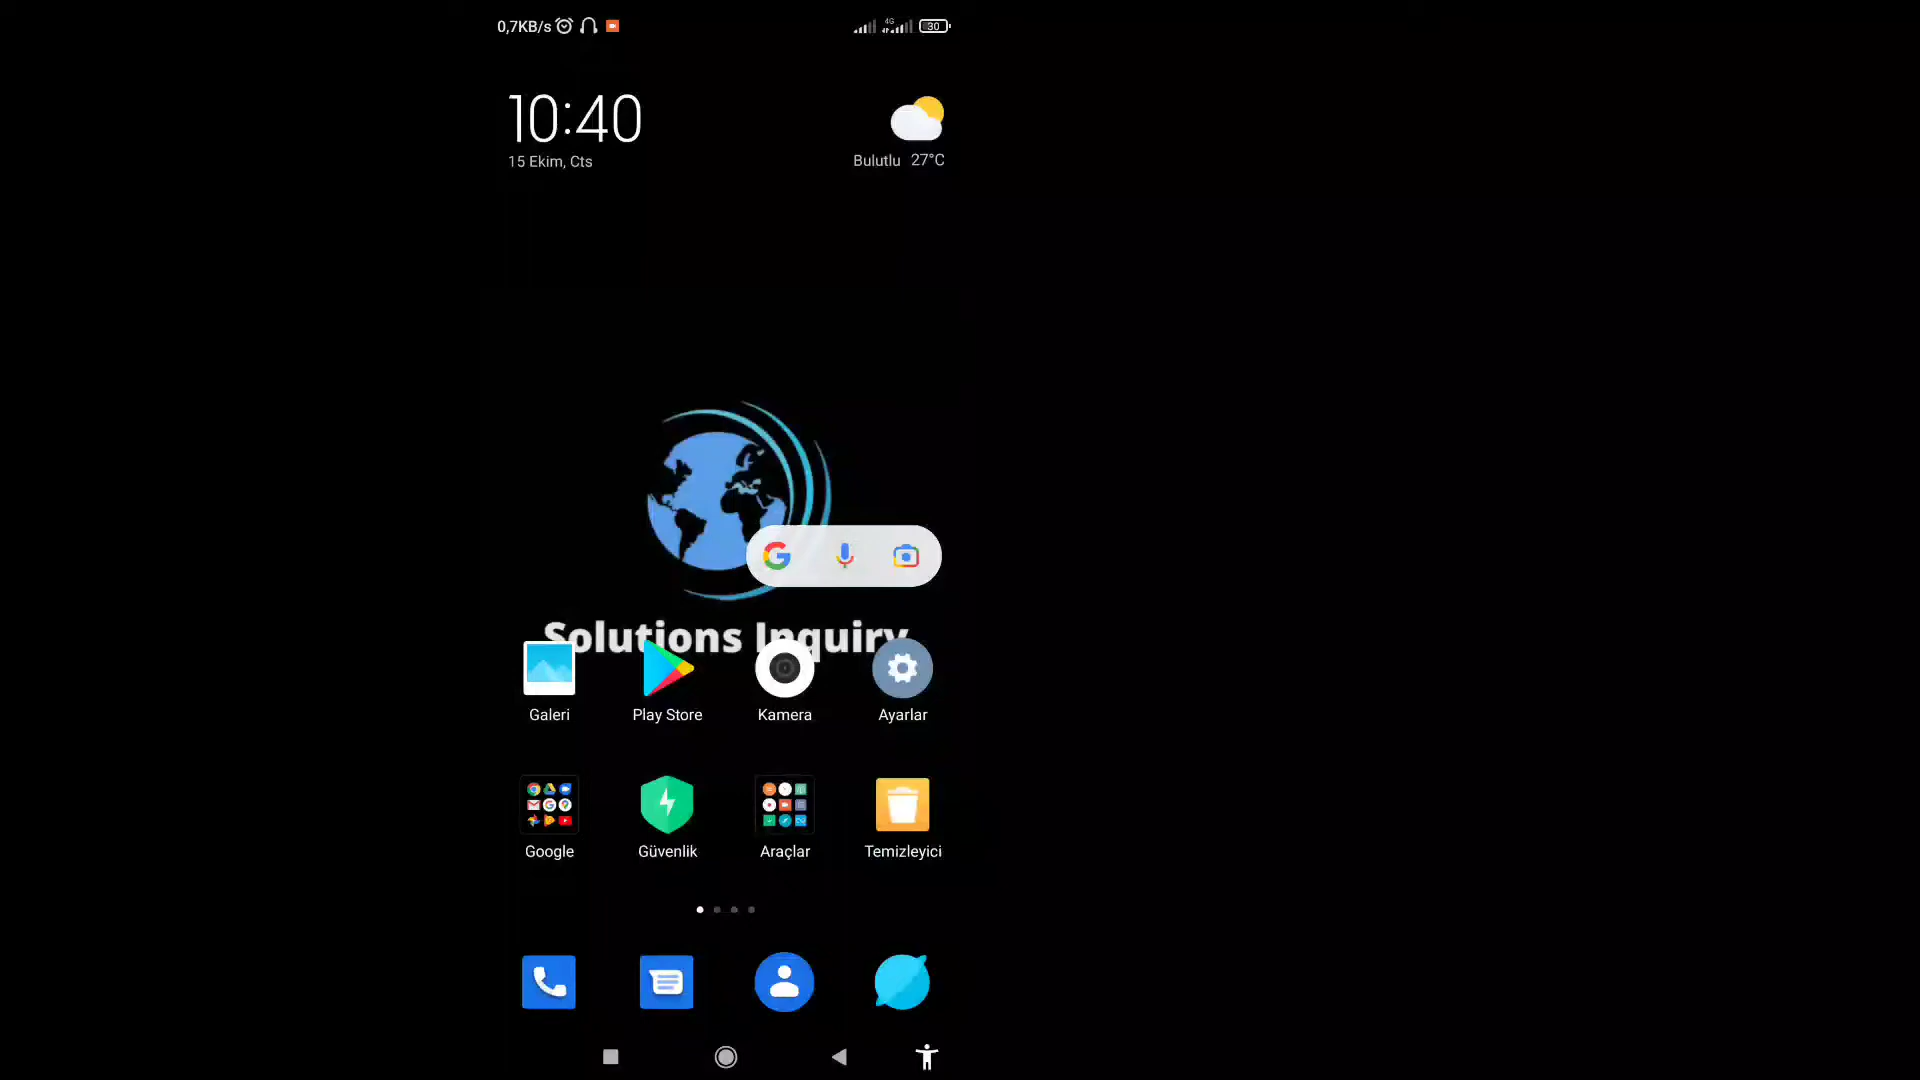 0,7KB/s 4G 30
10:40
15 Ekim, Cts
Bulutlu 27°C
Solutions Inquiry
Galeri Play Store Kamera Ayarlar
Google Güvenlik Araçlar Temizleyici